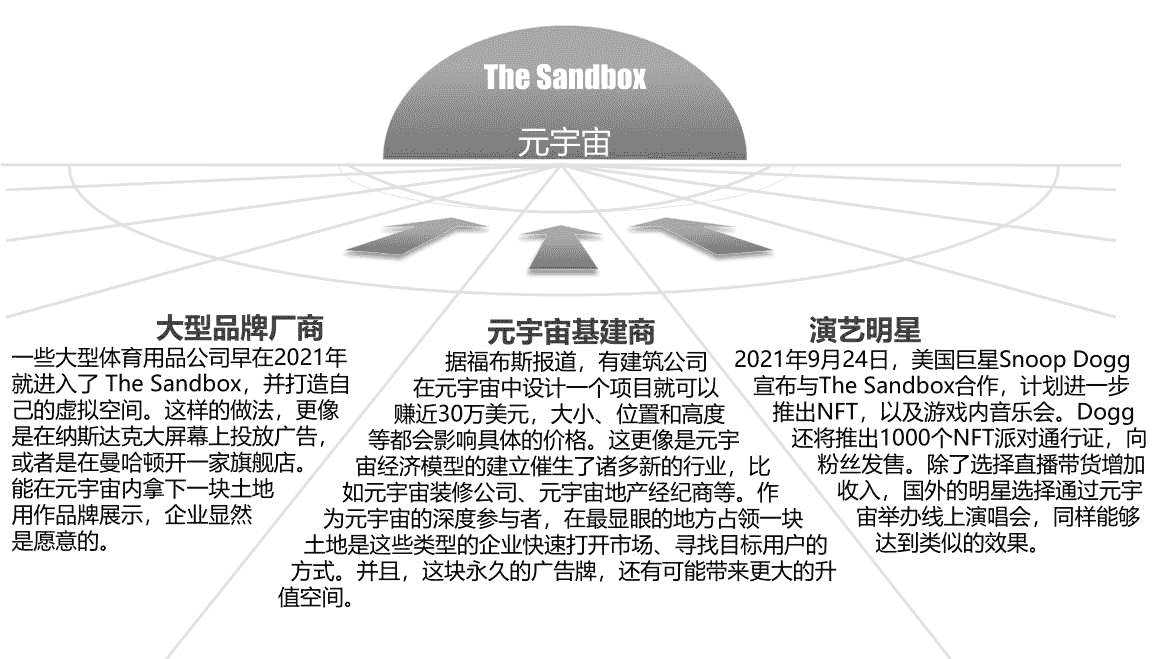 The Sandbox
元宇宙
大型品牌厂商
一些大型体育用品公司早在2021年
就进入了 The Sandbox，并打造自
己的虚拟空间。这样的做法，更像
是在纳斯达克大屏幕上投放广告，
或者是在曼哈顿开一家旗舰店。
能在元宇宙内拿下一块土地
用作品牌展示，企业显然
是愿意的。
元宇宙基建商
据福布斯报道，有建筑公司
在元宇宙中设计一个项目就可以
赚近30万美元，大小、位置和高度
等都会影响具体的价格。这更像是元宇
宙经济模型的建立催生了诸多新的行业，比
如元宇宙装修公司、元宇宙地产经纪商等。作
为元宇宙的深度参与者，在最显眼的地方占领一块
土地是这些类型的企业快速打开市场、寻找目标用户的
方式。并且，这块永久的广告牌，还有可能带来更大的升
值空间。
演艺明星
2021年9月24日，美国巨星Snoop Dogg
宣布与The Sandbox合作，计划进一步
推出NFT，以及游戏内音乐会。Dogg
还将推出1000个NFT派对通行证，向
粉丝发售。除了选择直播带货增加
收入，国外的明星选择通过元宇
宙举办线上演唱会，同样能够
达到类似的效果。